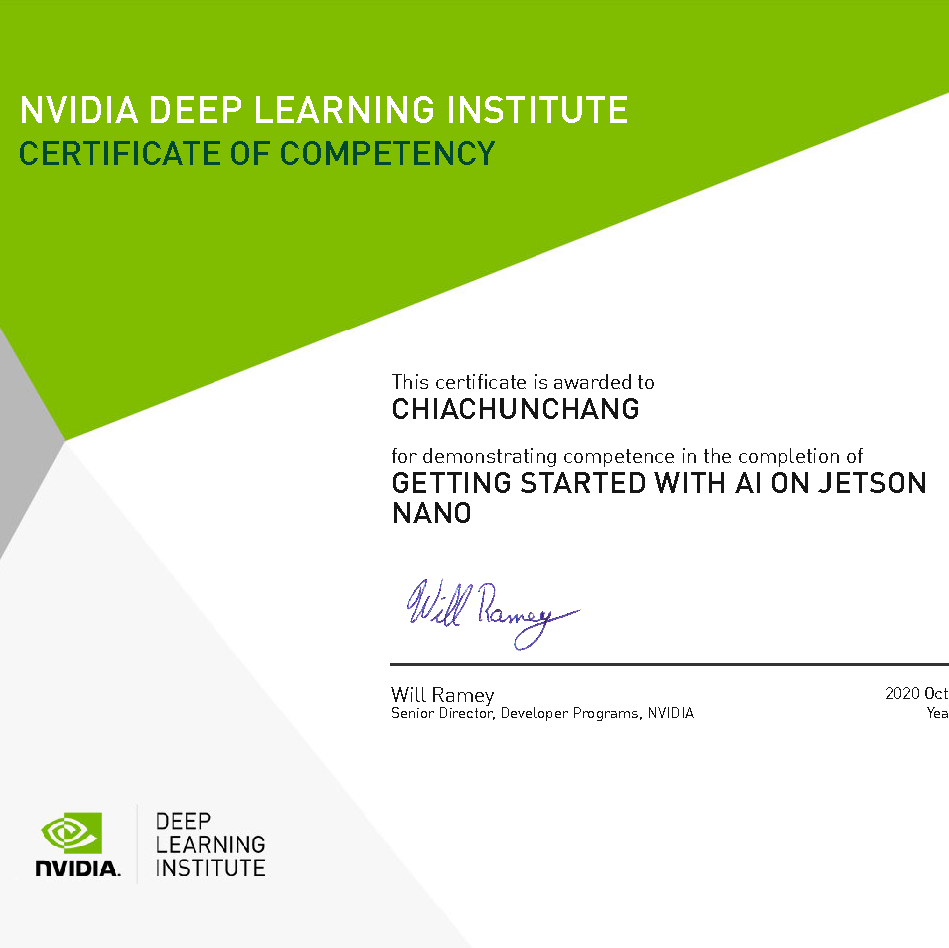 NVIDIA DEEP LEARNING INSTITUTE
CERTIFICATE OF COMPETENCY
This certificate is awarded to
CHIACHUNCHANG
for demonstrating competence in the completion of
GETTING STARTED WITH AI ON JETSON
NANO
Will Ramey
Will Ramey
2020 Oct
Senior Director, Developer Programs, NVIDIA
Yea
DEEP
LEARNING
INSTITUTE
NVIDIA.